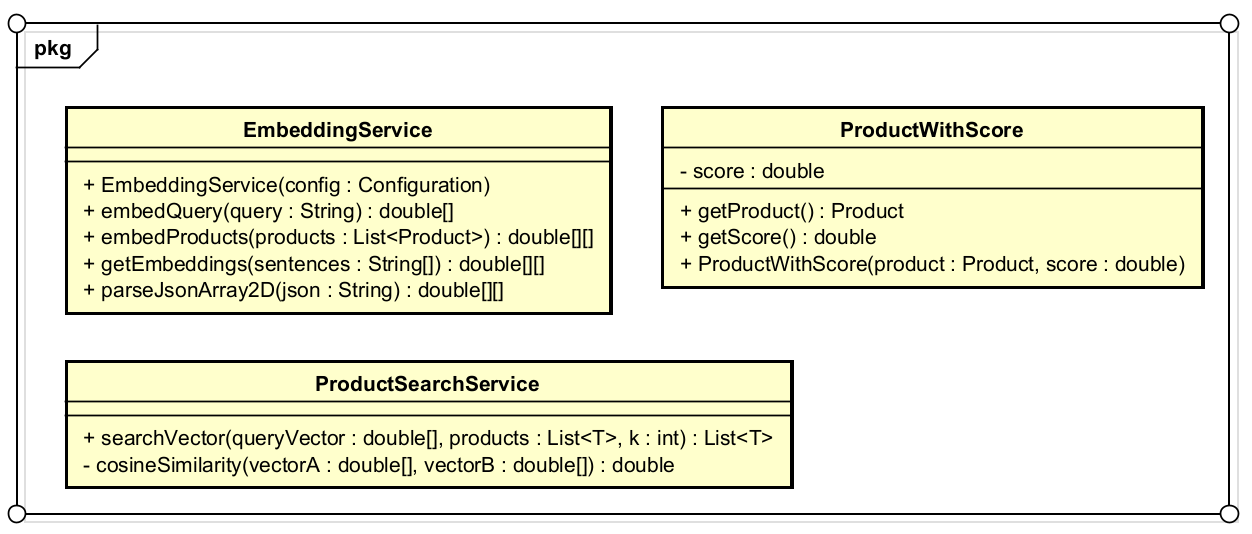 pkg
EmbeddingService
+ EmbeddingService(config : Configuration)
+ embedQuery(query : String) : double[]
+ embedProducts(products : List<Product>) : double[][]
+ getEmbeddings(sentences : String[]) : double[][]
+ parseJsonArray2D(json : String) : double[][]
ProductWithScore
- score : double
+ getProduct() : Product
+ getScore() : double
+ ProductWithScore(product : Product, score : double)
ProductSearchService
+ searchVector(queryVector : double[], products : List<T>, k : int) : List<T>
- cosineSimilarity(vectorA : double[], vectorB : double[]) : double